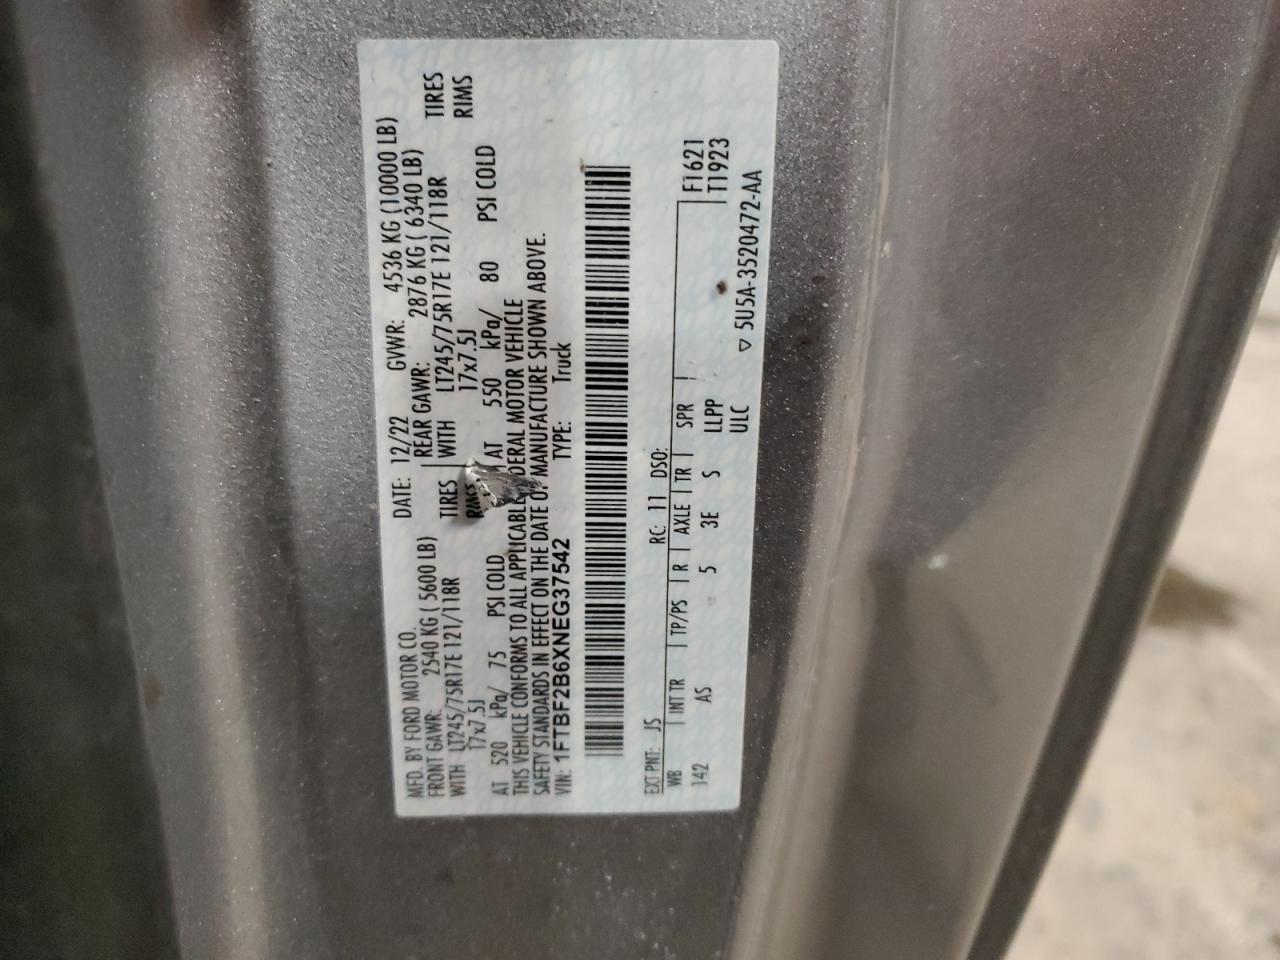 MFD. BY FORD MOTOR CO.
DATE: 12/22 GVWR: 4536 KG (10000 LB)
FRONT GAWR: 2540 KG ( 5600 LB) REAR GAWR: 2876 KG ( 6340 LB)
WITH LT245/75R17E 121/118R TIRES WITH LT245/75R17E 121/118R TIRES
17x7.5J RIMS 17x7.5J RIMS
AT 520 kPa/ 75 PSI COLD AT 550 kPa/ 80 PSI COLD
THIS VEHICLE CONFORMS TO ALL APPLICABLE MOTOR VEHICLE
SAFETY STANDARDS IN EFFECT ON THE DATE OF MANUFACTURE SHOWN ABOVE.
VIN: 1FTBF2B6XNEG37542 TYPE: Truck
EXT PNT: JS RC: 11 DSO:
WB INT TR TP/PS R AXLE TR SPR F1621
142 AS 5 3E S LLPP T1923
ULC
▽ 5U5A-3520472-AA